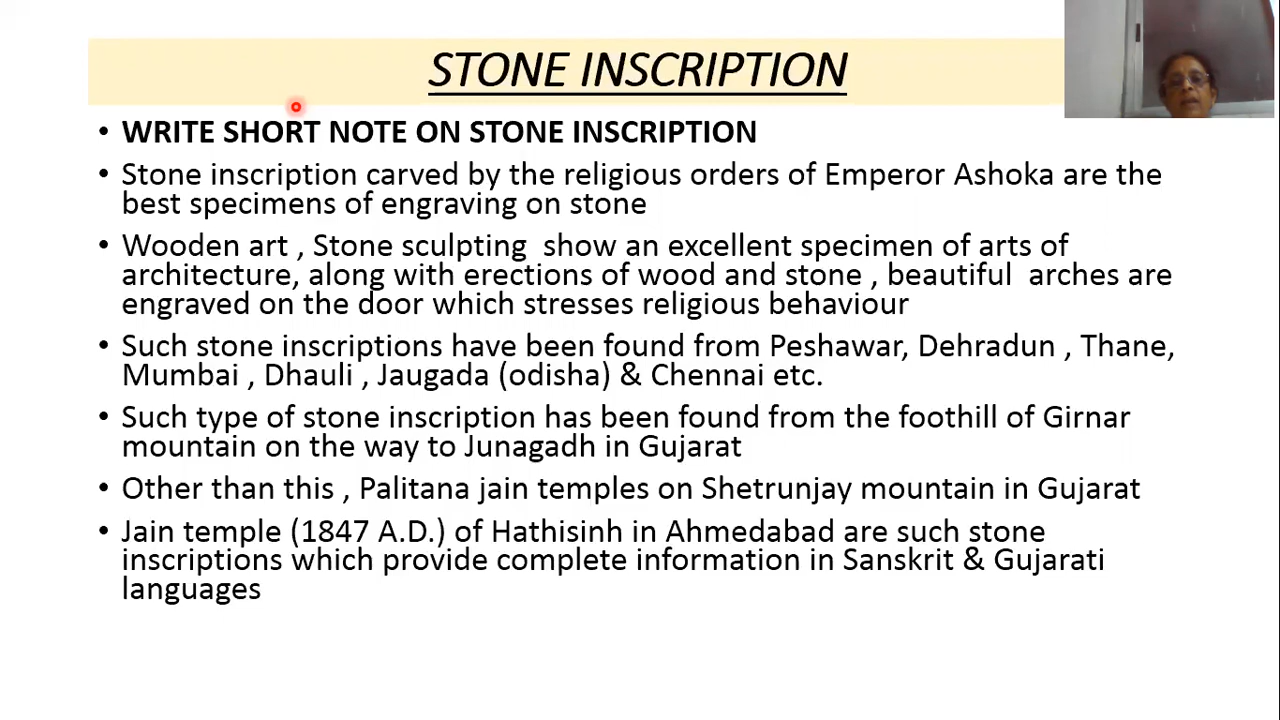 STONE INSCRIPTION
• WRITE SHORT NOTE ON STONE INSCRIPTION
• Stone inscription carved by the religious orders of Emperor Ashoka are the
best specimens of engraving on stone
• Wooden art , Stone sculpting show an excellent specimen of arts of
architecture, along with erections of wood and stone , beautiful arches are
engraved on the door which stresses religious behaviour
• Such stone inscriptions have been found from Peshawar, Dehradun , Thane,
Mumbai , Dhauli , Jaugada (odisha) & Chennai etc.
• Such type of stone inscription has been found from the foothill of Girnar
mountain on the way to Junagadh in Gujarat
• Other than this , Palitana jain temples on Shetrunjay mountain in Gujarat
• Jain temple (1847 A.D.) of Hathisinh in Ahmedabad are such stone
inscriptions which provide complete information in Sanskrit & Gujarati
languages